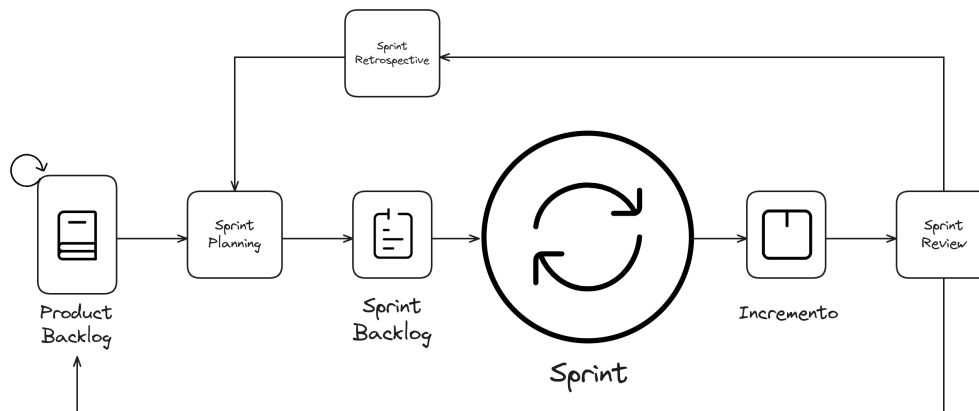 Sprint
Retrospective
Sprint
Planning
Sprint
Review
Product
Backlog
Sprint
Backlog
Incremento
Sprint